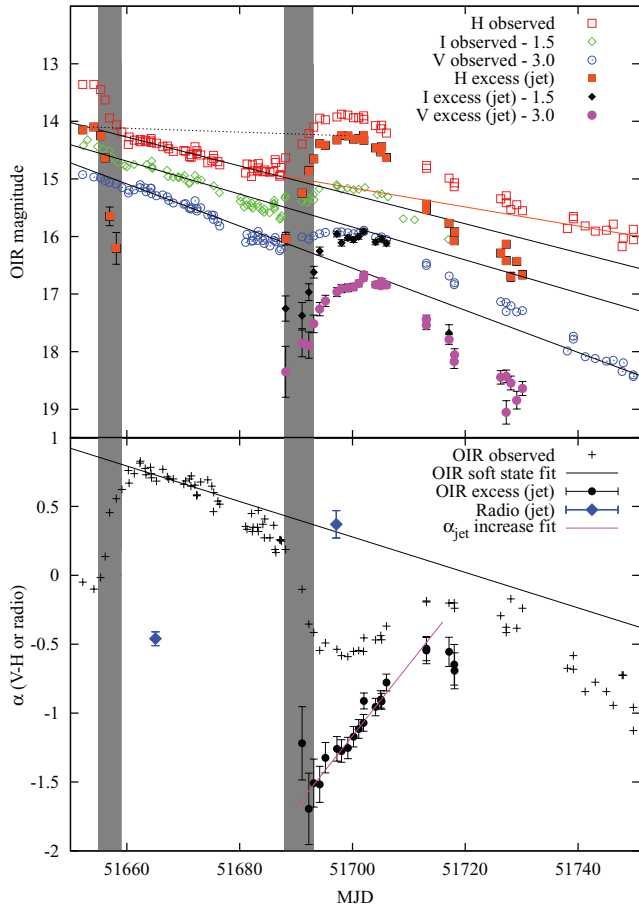 H observed
I observed - 1.5
V observed - 3.0
H excess (jet)
I excess (jet) - 1.5
V excess (jet) - 3.0
13
14
15
16
17
18
19
OIR magnitude
OIR observed
OIR soft state fit
OIR excess (jet)
Radio (jet)
αjet increase fit
1
0.5
0
-0.5
-1
-1.5
-2
α (V-H or radio)
51660
51680
51700
51720
51740
MJD